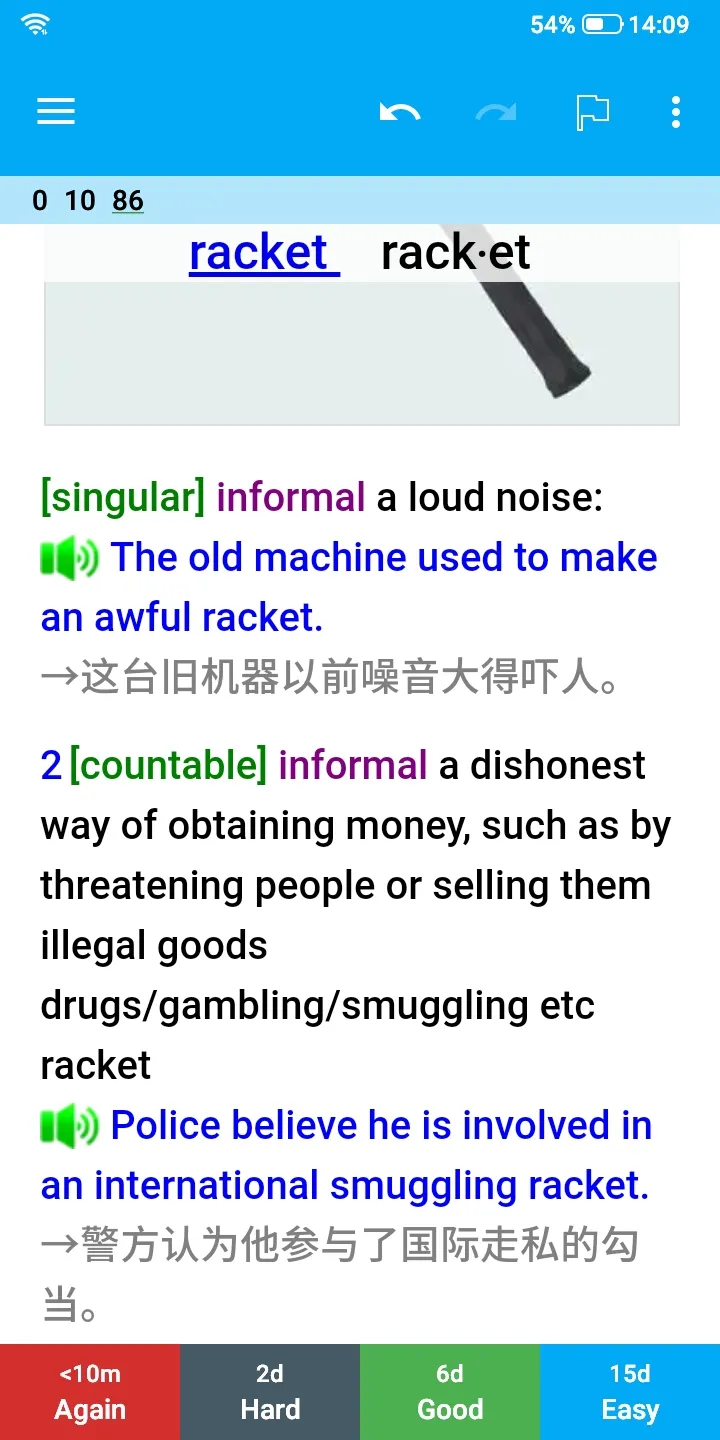 54% 14:09
0 10 86
racket rack·et
[singular] informal a loud noise:
The old machine used to make
an awful racket.
→这台旧机器以前噪音大得吓人。
2 [countable] informal a dishonest
way of obtaining money, such as by
threatening people or selling them
illegal goods
drugs/gambling/smuggling etc
racket
Police believe he is involved in
an international smuggling racket.
→警方认为他参与了国际走私的勾
当。
<10m 2d 6d 15d
Again Hard Good Easy